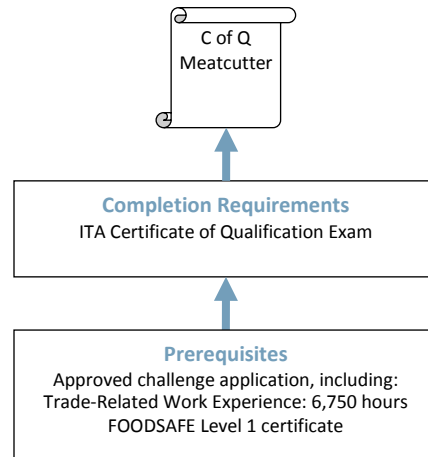 C of Q
Meatcutter
Completion Requirements
ITA Certificate of Qualification Exam
Prerequisites
Approved challenge application, including:
Trade-Related Work Experience: 6,750 hours
FOODSAFE Level 1 certificate